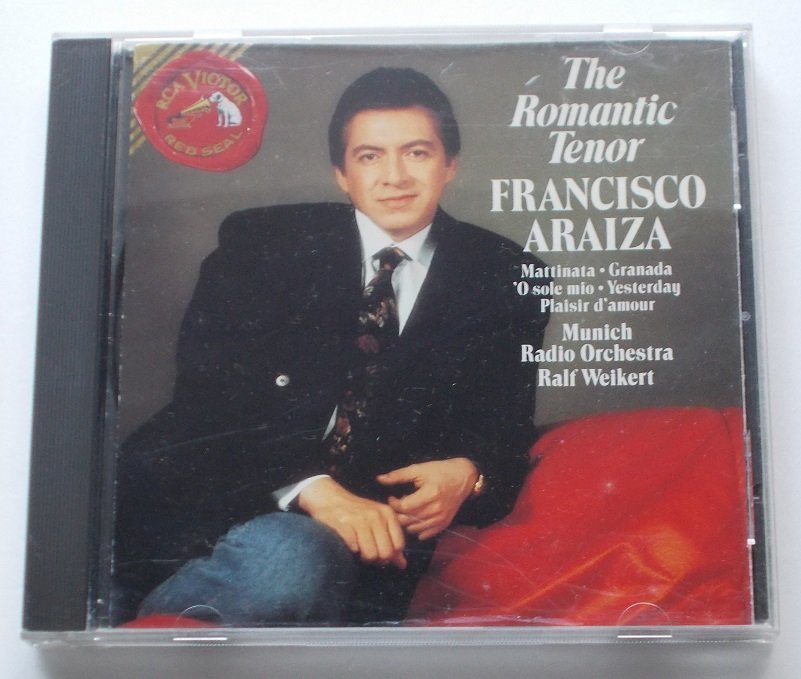 RCA VICTOR
RED SEAL
The
Romantic
Tenor
FRANCISCO
ARAIZA
Mattinata · Granada
'O sole mio · Yesterday
Plaisir d'amour
Munich
Radio Orchestra
Ralf Weikert